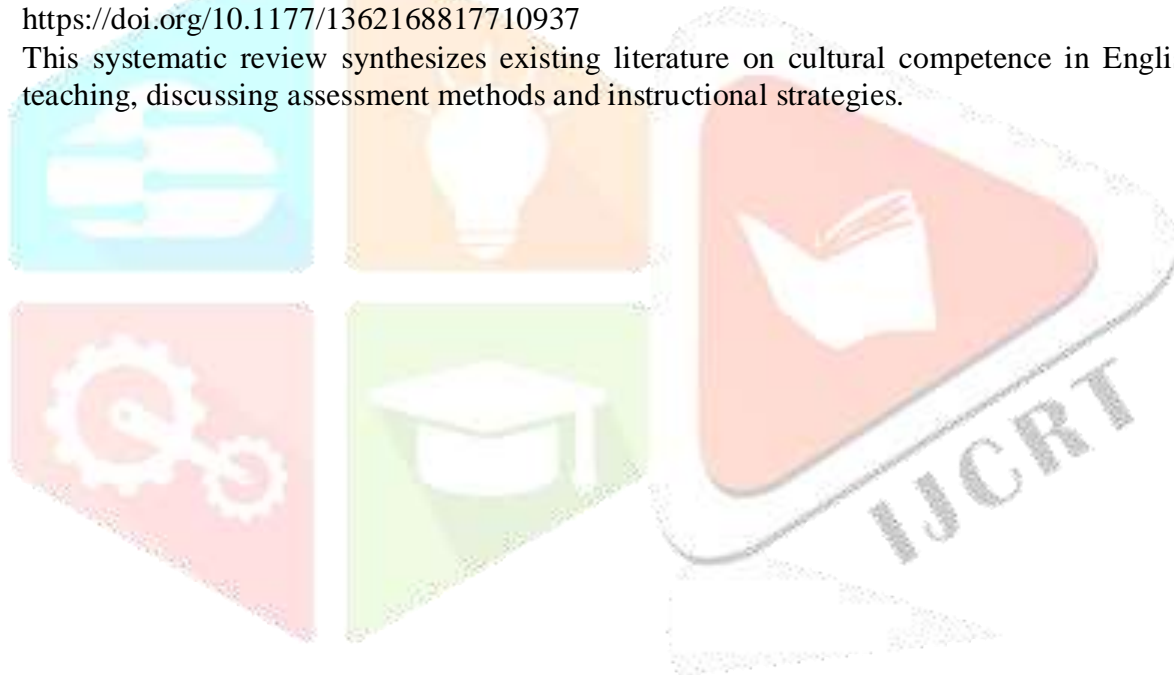 https://doi.org/10.1177/1362168817710937
This systematic review synthesizes existing literature on cultural competence in Engli
teaching, discussing assessment methods and instructional strategies.
IJCRT